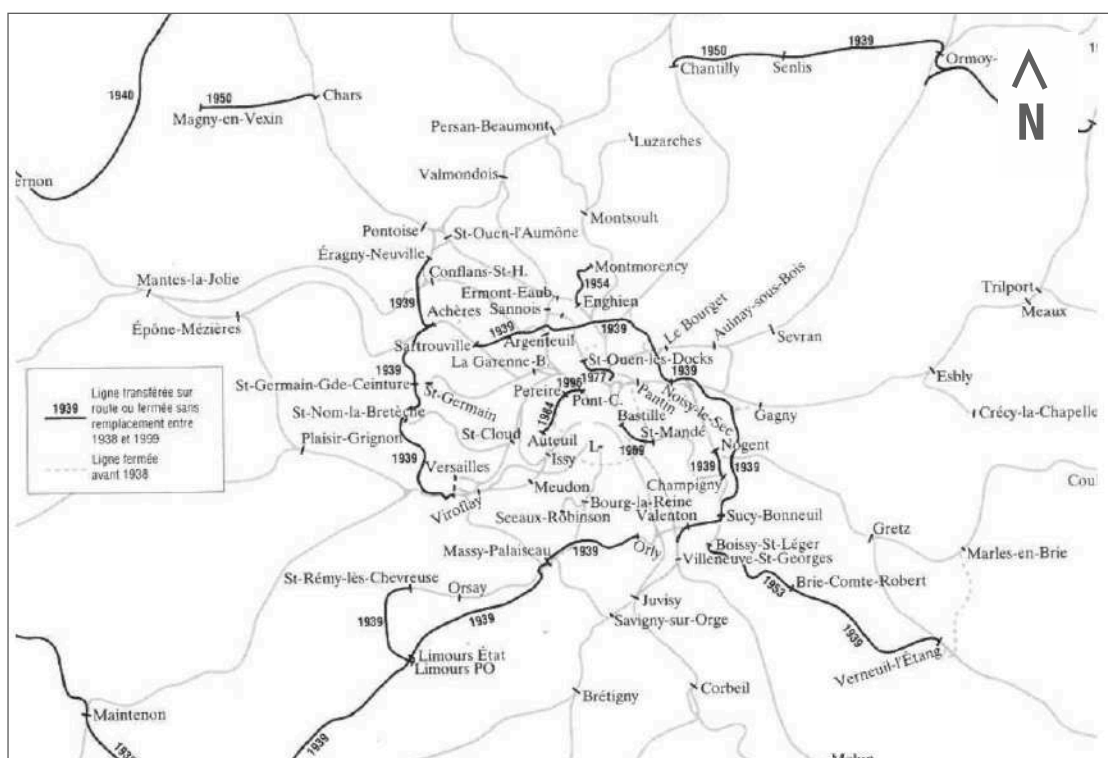 1950
1939
Chantilly
Senlis
Ormoy-
N
1940
1950
Chars
Magny-en-Vexin
Persan-Beaumont
Luzarches
ernon
Valmondois
Montsoult
Pontoise
St-Ouen-l'Aumône
Éragny-Neuville
Mantes-la-Jolie
Conflans-St-H.
Montmorency
1954
Ermont-Eaub.
Enghien
Sannois
1939
Achères
Épône-Mézières
Trilport
Meaux
Le Bourget
Aulnay-sous-Bois
Sevran
1939
1939
Argenteuil
Sartrouville
St-Ouen-les-Docks
La Garenne-B.
1977
1939
1939
Esbly
St-Germain-Gde-Ceinture
St-Germain
Pereire
1996
Pont-C.
Pantin
Noisy-le-Sec
Gagny
Crécy-la-Chapelle
1939
Ligne transférée sur
route ou fermée sans
remplacement entre
1938 et 1999
Ligne fermée
avant 1938
St-Nom-la-Bretèche
Bastille
St-Mandé
1984
Auteuil
Plaisir-Grignon
St-Cloud
L
Nogent
1939
Versailles
Issy
1939
1939
Champigny
Viroflay
Meudon
Bourg-la-Reine
Sceaux-Robinson
Valenton
Sucy-Bonneuil
Gretz
Cou
Massy-Palaiseau
1939
Orly
Boissy-St-Léger
Villeneuve-St-Georges
Marles-en-Brie
St-Rémy-lès-Chevreuse
Orsay
1953
Brie-Comte-Robert
Juvisy
1939
1939
Savigny-sur-Orge
1939
Limours État
Limours PO
Verneuil-l'Étang
Brétigny
Corbeil
Maintenon
1939